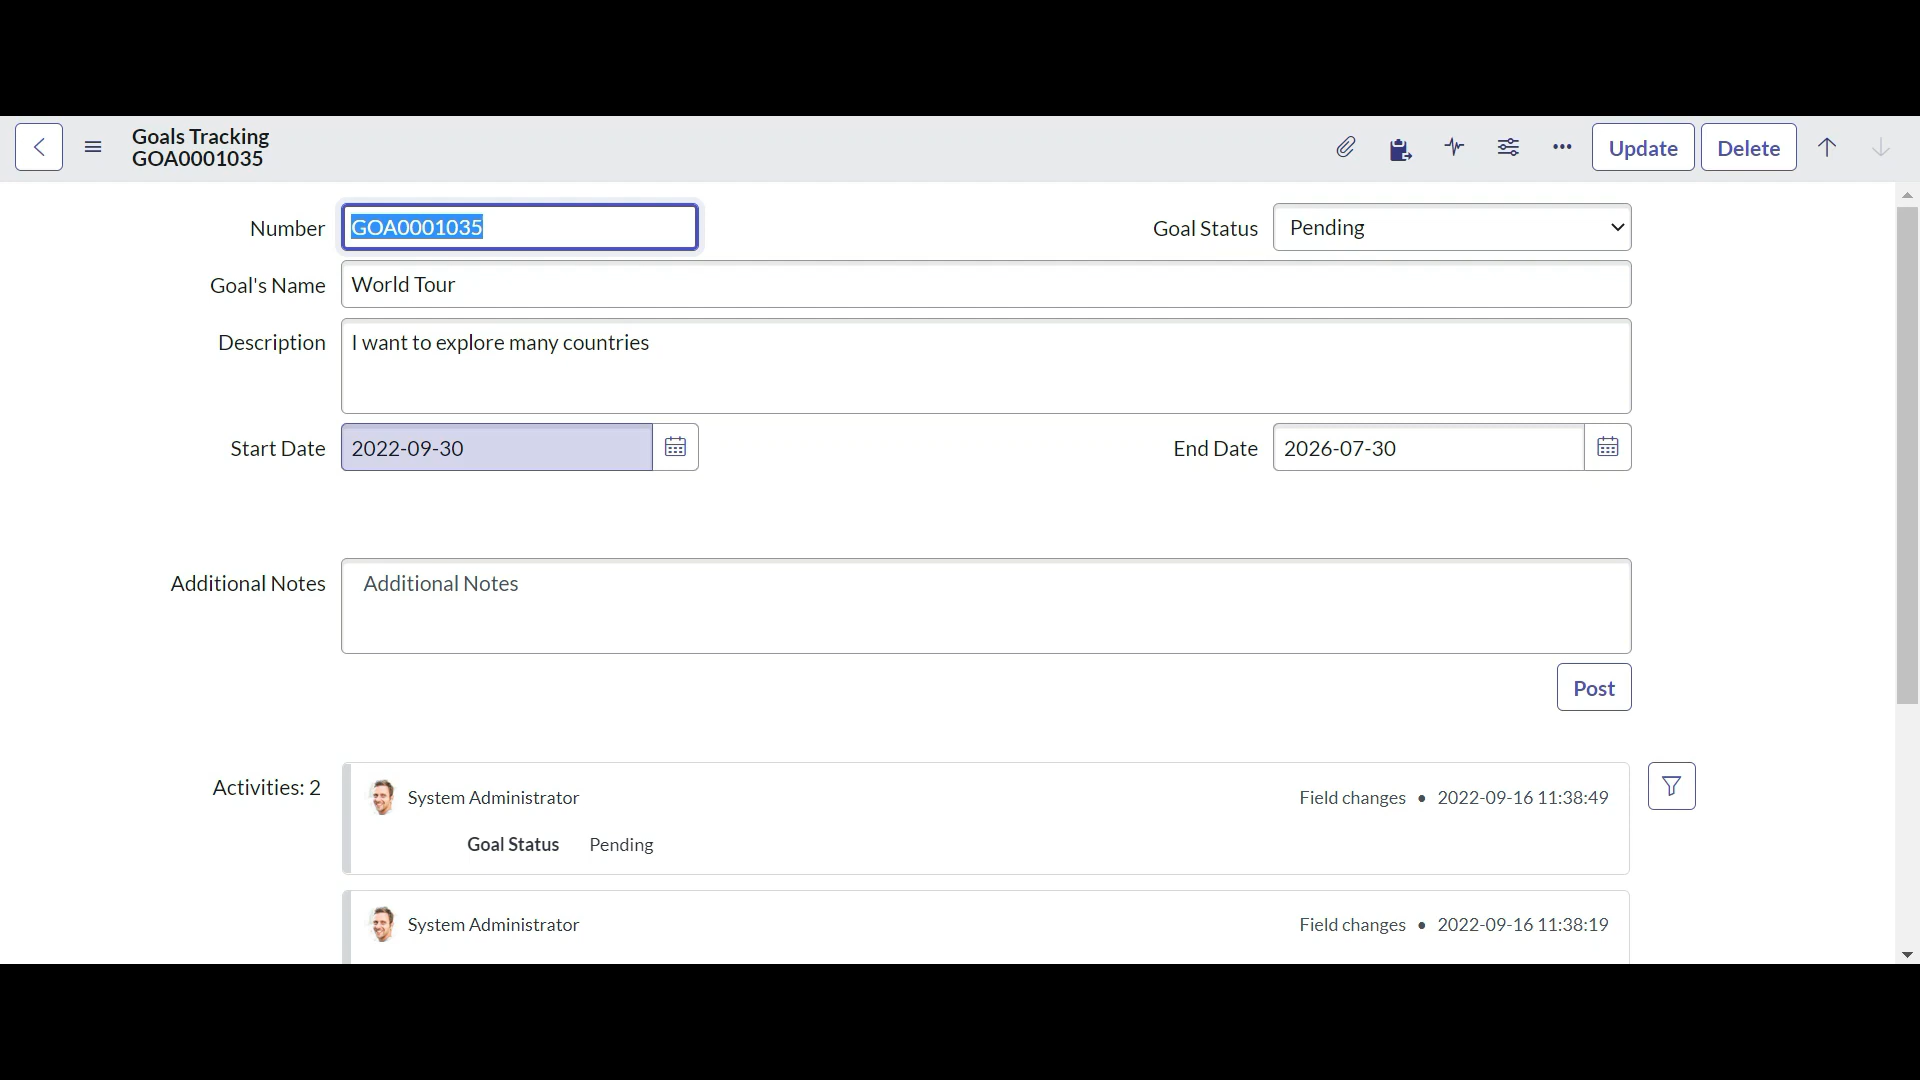 Goals Tracking
GOA0001035
Update
Delete
Number
GOA0001035
Goal Status
Pending
Goal's Name
World Tour
Description
I want to explore many countries
Start Date
2022-09-30
End Date
2026-07-30
Additional Notes
Additional Notes
Post
Activities: 2
System Administrator
Field changes • 2022-09-16 11:38:49
Goal Status Pending
System Administrator
Field changes • 2022-09-16 11:38:19